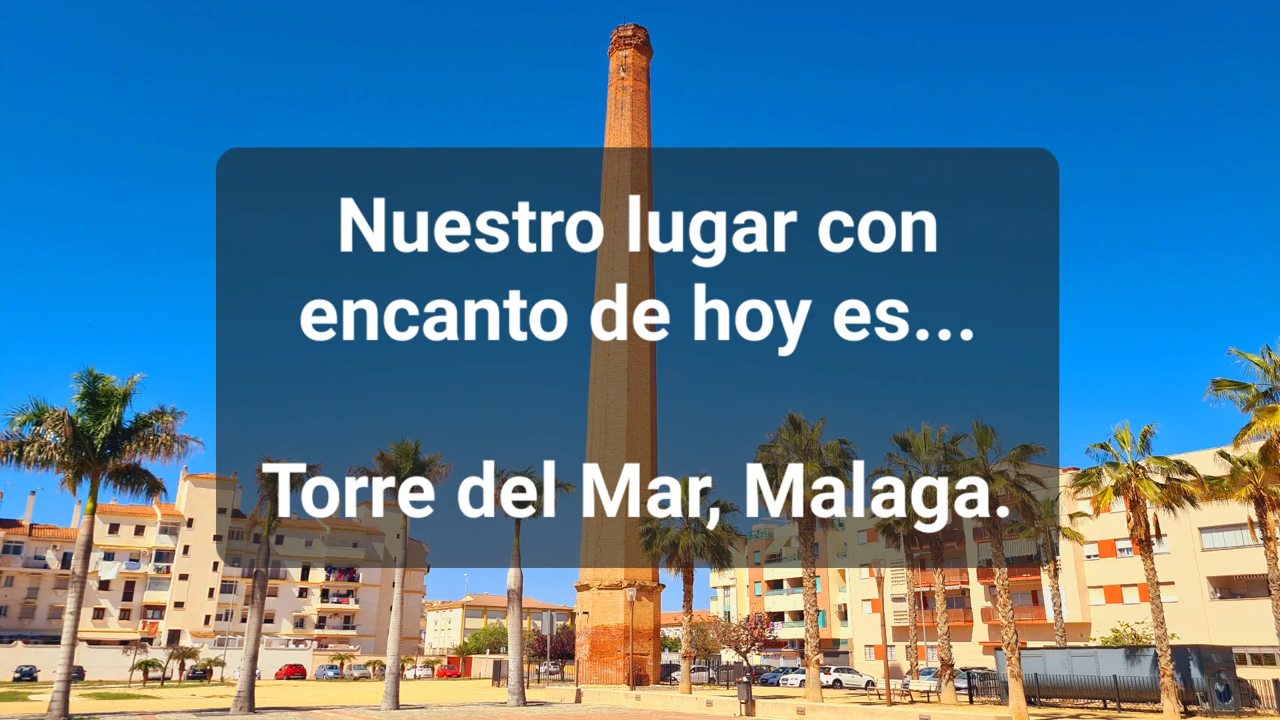 Nuestro lugar con
encanto de hoy es...
Torre del Mar, Malaga.